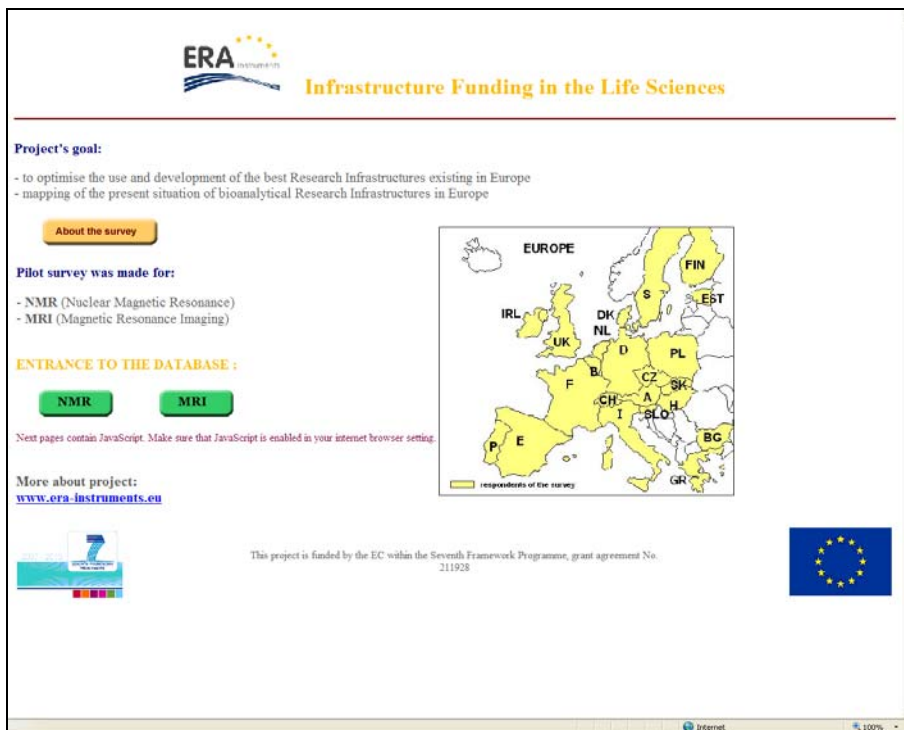 ERA
INSTRUMENTS
Infrastructure Funding in the Life Sciences
Project's goal:
- to optimise the use and development of the best Research Infrastructures existing in Europe
- mapping of the present situation of bioanalytical Research Infrastructures in Europe
About the survey
Pilot survey was made for:
- NMR (Nuclear Magnetic Resonance)
- MRI (Magnetic Resonance Imaging)
ENTRANCE TO THE DATABASE :
NMR MRI
Next pages contain JavaScript. Make sure that JavaScript is enabled in your internet browser setting.
More about project:
www.era-instruments.eu
EUROPE
FIN
S
EST
IRL
DK
NL
UK
D
PL
B
CZ
F
SK
A
CH
H
I
SLO
P
E
BG
GR
respondents of the survey
7
This project is funded by the EC within the Seventh Framework Programme, grant agreement No.
211928
Internet 100%